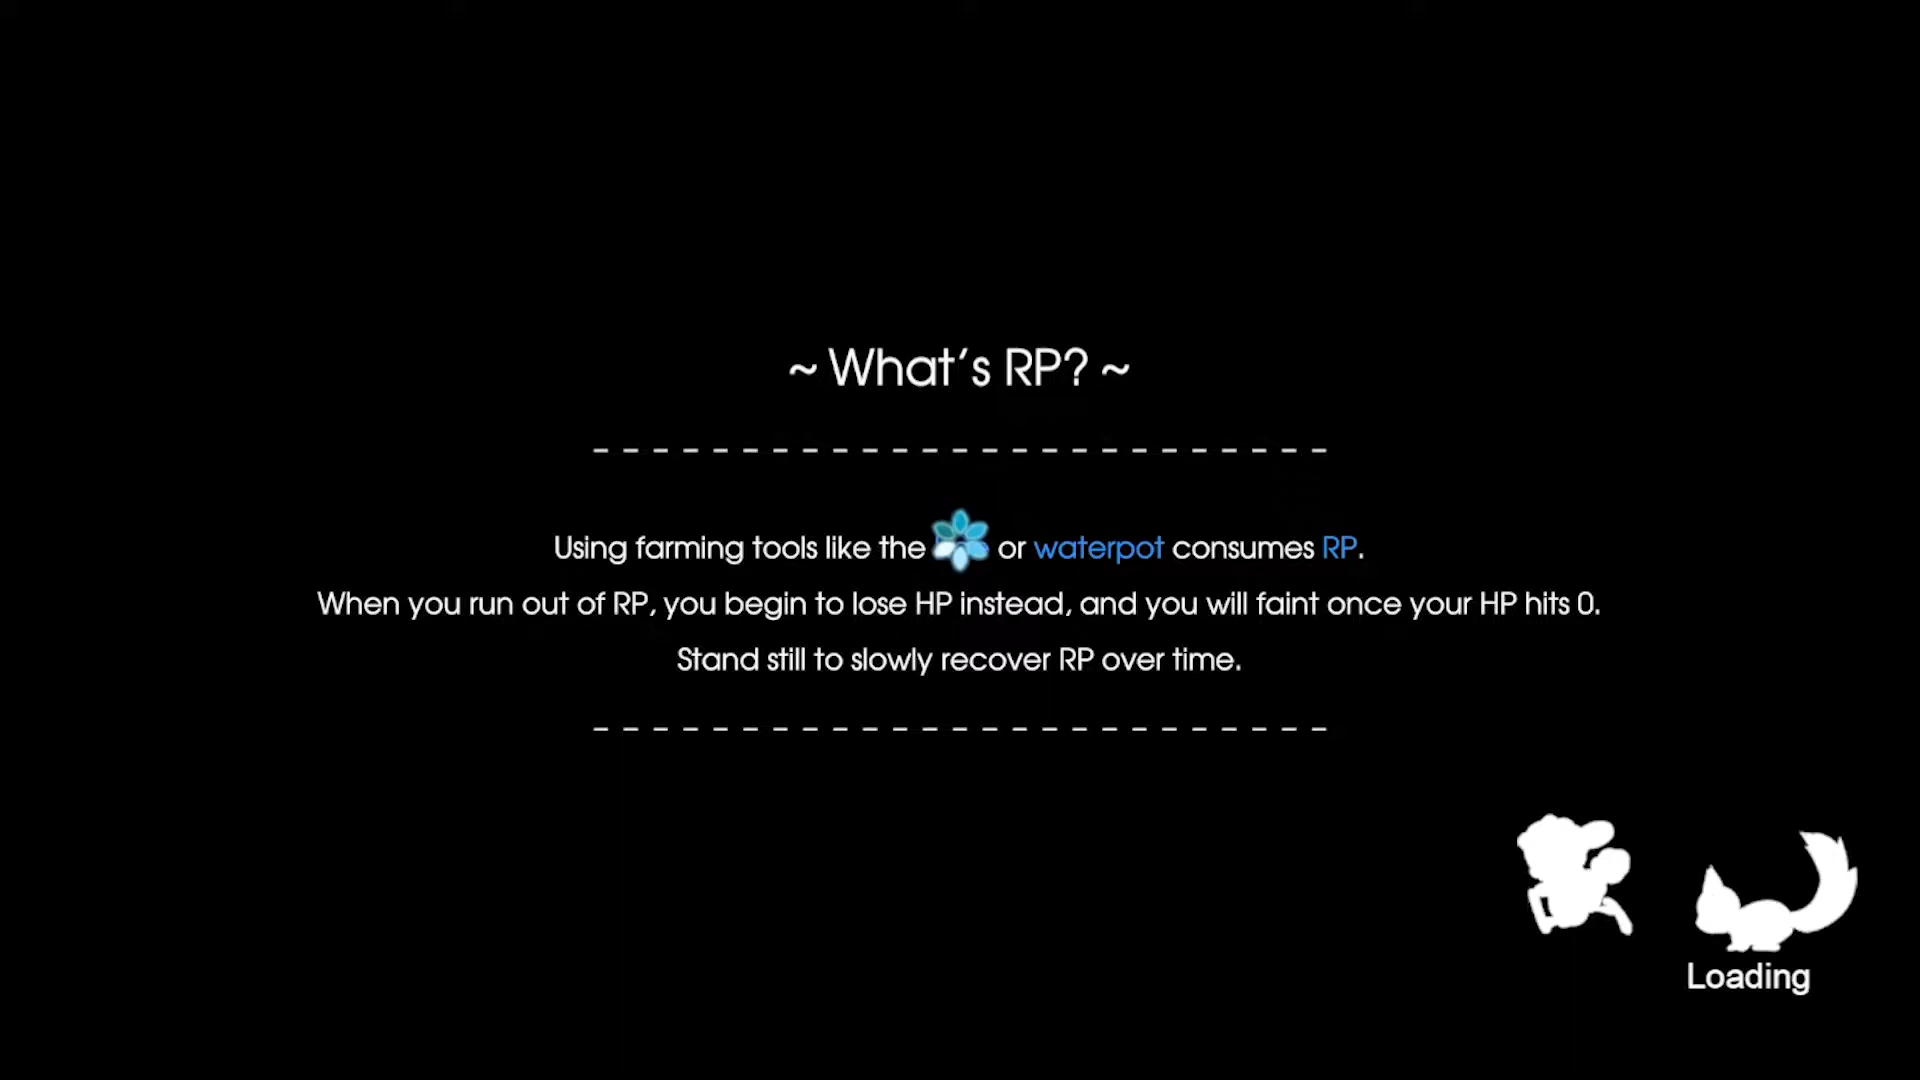 ~ What's RP? ~
- - - - - - - - - - - - - - - - - - - - - - - - -
Using farming tools like the or waterpot consumes RP.
When you run out of RP, you begin to lose HP instead, and you will faint once your HP hits 0.
Stand still to slowly recover RP over time.
- - - - - - - - - - - - - - - - - - - - - - - - -
Loading